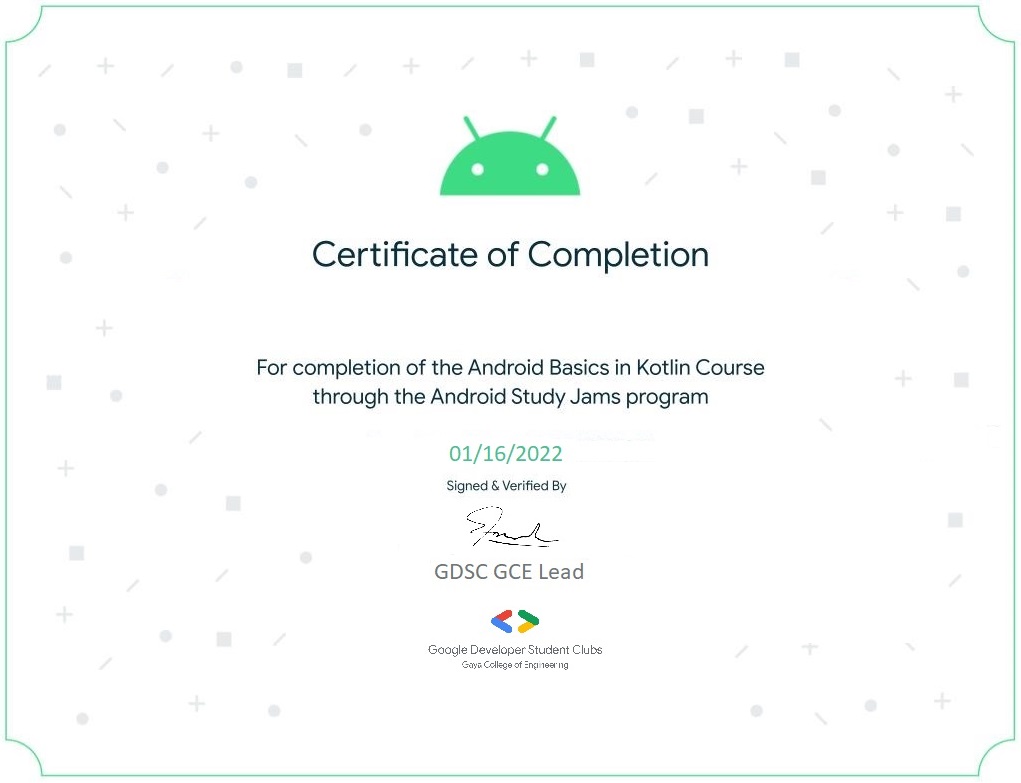 Certificate of Completion
For completion of the Android Basics in Kotlin Course
through the Android Study Jams program
01/16/2022
Signed & Verified By
GDSC GCE Lead
Google Developer Student Clubs
Gaya College of Engineering